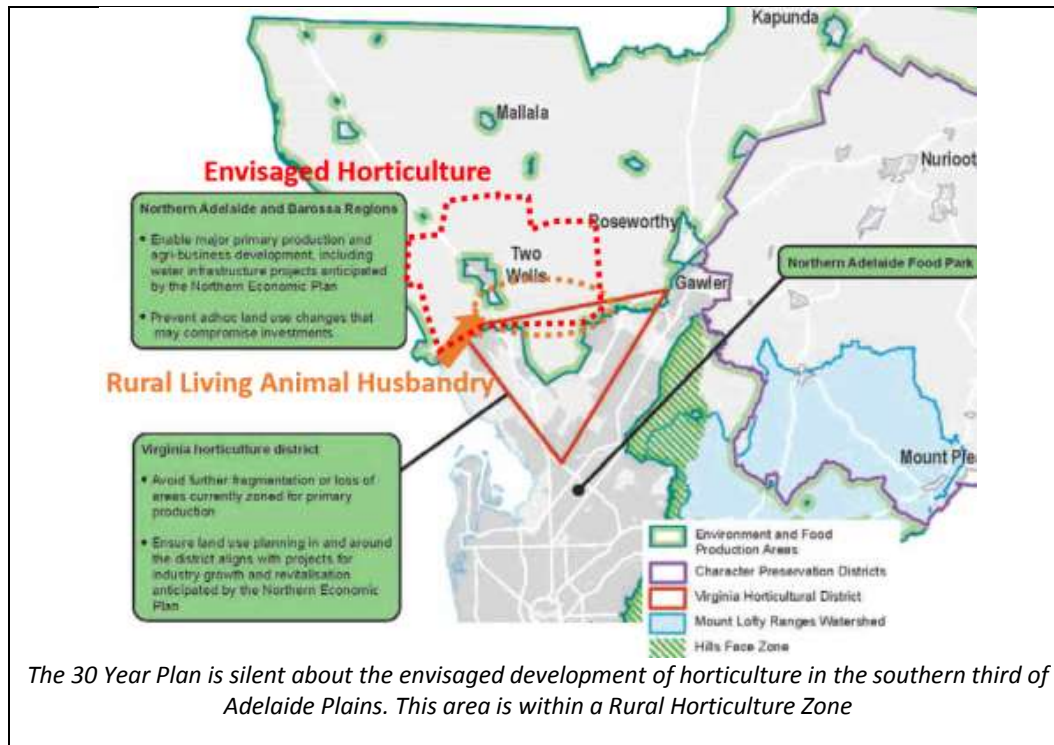 Kapunda
Mallala
Nurioot
Envisaged Horticulture
Northern Adelaide and Barossa Regions
• Enable major primary production and
agri-business development, including
water infrastructure projects anticipated
by the Northern Economic Plan
• Prevent adhoc land use changes that
may compromise investments
Roseworthy
Two
Wells
Gawler
Northern Adelaide Food Park
Rural Living Animal Husbandry
Virginia horticulture district
• Avoid further fragmentation or loss of
areas currently zoned for primary
production
• Ensure land use planning in and around
the district aligns with projects for
industry growth and revitalisation
anticipated by the Northern Economic
Plan
Mount Plea
Environment and Food
Production Areas
Character Preservation Districts
Virginia Horticultural District
Mount Lofty Ranges Watershed
Hills Face Zone
The 30 Year Plan is silent about the envisaged development of horticulture in the southern third of
Adelaide Plains. This area is within a Rural Horticulture Zone